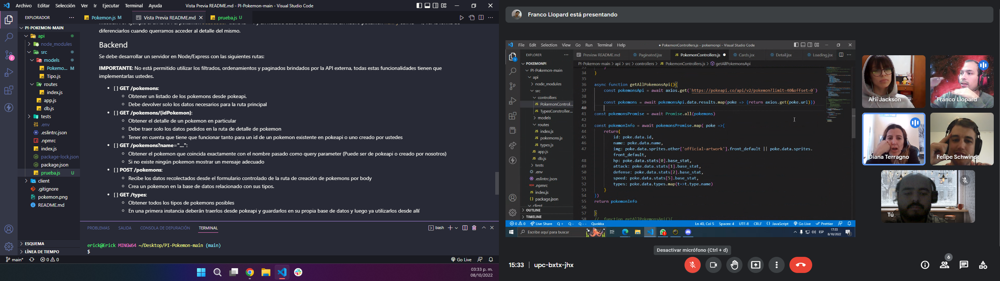 Archivo Editar Selección Ver Ir Ejecutar Terminal Ayuda
Vista Previa README.md - PI-Pokemon-main - Visual Studio Code
EXPLORADOR
Pokemon.js M
Vista Previa README.md
prueba.js U
PI-POKEMON-MAIN
api
node_modules
src
models
Pokemo... M
Tipo.js
routes
index.js
app.js
db.js
tests
.env
.eslintrc.json
.npmrc
index.js
package-lock.json
package.json
prueba.js U
client
.gitignore
pokemon.png
README.md
ESQUEMA
LÍNEA DE TIEMPO
2
diferenciarlos cuando querramos acceder al detalle del mismo.
Backend
Se debe desarrollar un servidor en Node/Express con las siguientes rutas:
IMPORTANTE: No está permitido utilizar los filtrados, ordenamientos y paginados brindados por la API externa, todas estas funcionalidades tienen que
implementarlas ustedes.
[ ] GET /pokemons:
Obtener un listado de los pokemons desde pokeapi.
Debe devolver solo los datos necesarios para la ruta principal
[ ] GET /pokemons/{idPokemon}:
Obtener el detalle de un pokemon en particular
Debe traer solo los datos pedidos en la ruta de detalle de pokemon
Tener en cuenta que tiene que funcionar tanto para un id de un pokemon existente en pokeapi o uno creado por ustedes
[ ] GET /pokemons?name="...":
Obtener el pokemon que coincida exactamente con el nombre pasado como query parameter (Puede ser de pokeapi o creado por nosotros)
Si no existe ningún pokemon mostrar un mensaje adecuado
[ ] POST /pokemons:
Recibe los datos recolectados desde el formulario controlado de la ruta de creación de pokemons por body
Crea un pokemon en la base de datos relacionado con sus tipos.
[ ] GET /types:
Obtener todos los tipos de pokemons posibles
En una primera instancia deberán traerlos desde pokeapi y guardarlos en su propia base de datos y luego ya utilizarlos desde allí
PROBLEMAS SALIDA CONSOLA DE DEPURACIÓN TERMINAL
bash
erick@Erick MINGW64 ~/Desktop/PI-Pokemon-main (main)
$
main* 0 0
Go Live
03:33 p. m.
08/10/2022
Franco Llopard está presentando
File Edit Selection View Go Run Terminal Help
● PokemonControllers.js - pokemonpi - Visual Studio Code
EXPLORER
Preview README.md
Paginated.jsx
PokemonControllers.js
Cards.jsx
Detail.jsx
Loading.jsx
PI-Pokemon-main > api > src > controllers > PokemonControllers.js > getAllPokemonsApi
1
POKEMONPI
PI-Pokemon-main
api
node_modules
src
controllers
PokemonControl...
TypesConstroller...
models
routes
index.js
pokemons.js
types.js
app.js
db.js
tests
.env
.eslintrc.json
.npmrc
index.js
package.json
client
OUTLINE
TIMELINE
33 }
34 }
35
36 async function getAllPokemonsApi(){
37 const pokemonsApi = await axios.get(`https://pokeapi.co/api/v2/pokemon?limit=40&offset=0`)
38
39 const pokemons = await pokemonsApi.data.results.map(poke => {return axios.get(poke.url)})
40
41 const pokemonsPromise = await Promise.all(pokemons)
42
43 const pokemonInfo = await pokemonsPromise.map( poke =>{
44 return{
45 id: poke.data.id,
46 name: poke.data.name,
47 img: poke.data.sprites.other['official-artwork'].front_default || poke.data.sprites.
front_default,
48 hp: poke.data.stats[0].base_stat,
49 attack: poke.data.stats[1].base_stat,
50 defense: poke.data.stats[2].base_stat,
51 speed: poke.data.stats[5].base_stat,
52 types: poke.data.types.map(t=>t.type.name)
53 }
54 })
55 return pokemonInfo
56
57 }
58 // function getAllPokemonsApi(){
0 0 Live Share Q + Q - Q - - Quokka
Ln 40, Col 5 Spaces: 4 UTF-8 CRLF {} JavaScript Go Live Prettier
Escribe aquí para buscar
ESP
17:33
8/10/2022
1
Arii Jackson
Franco Llopard
Diana Terragno
Felipe Schwindt
Tú
Desactivar micrófono (Ctrl + d)
15:33 | upc-bxtx-jhx
6